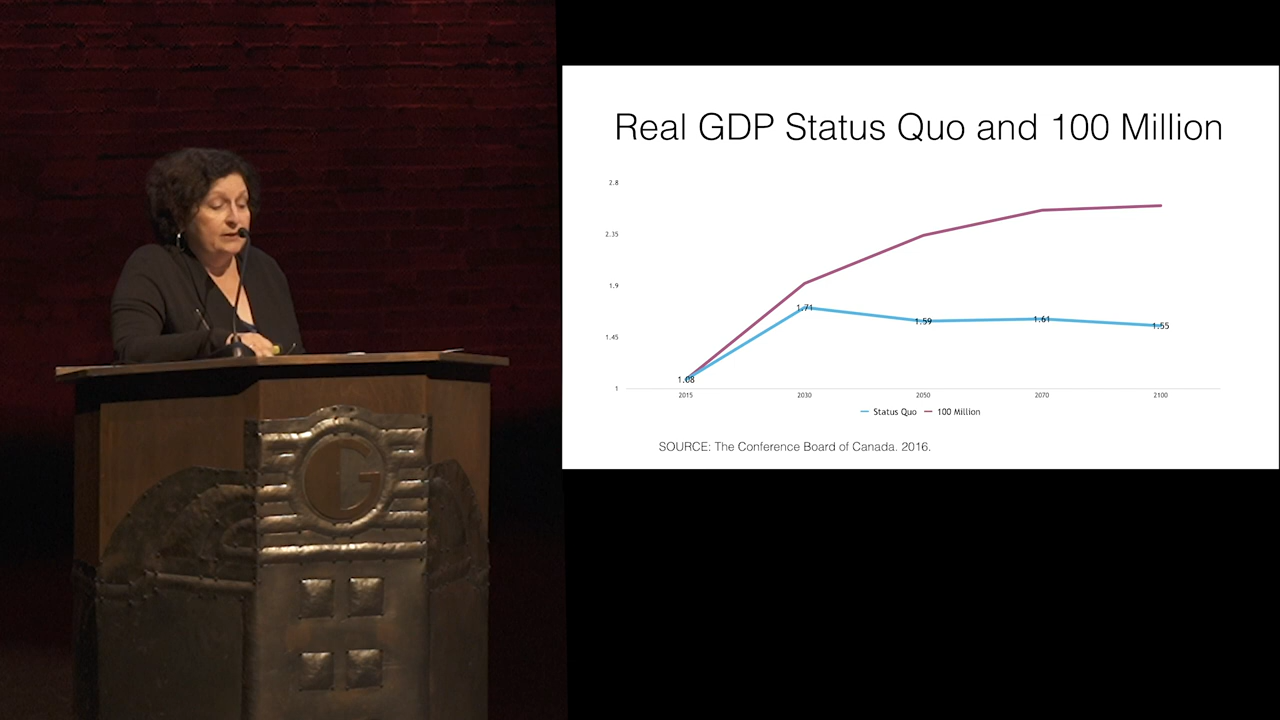 Real GDP Status Quo and 100 Million
2.8
2.35
1.9
1.45
1
1.08
1.71
1.59
1.61
1.55
2015 2030 2050 2070 2100
Status Quo 100 Million
SOURCE: The Conference Board of Canada. 2016.
G